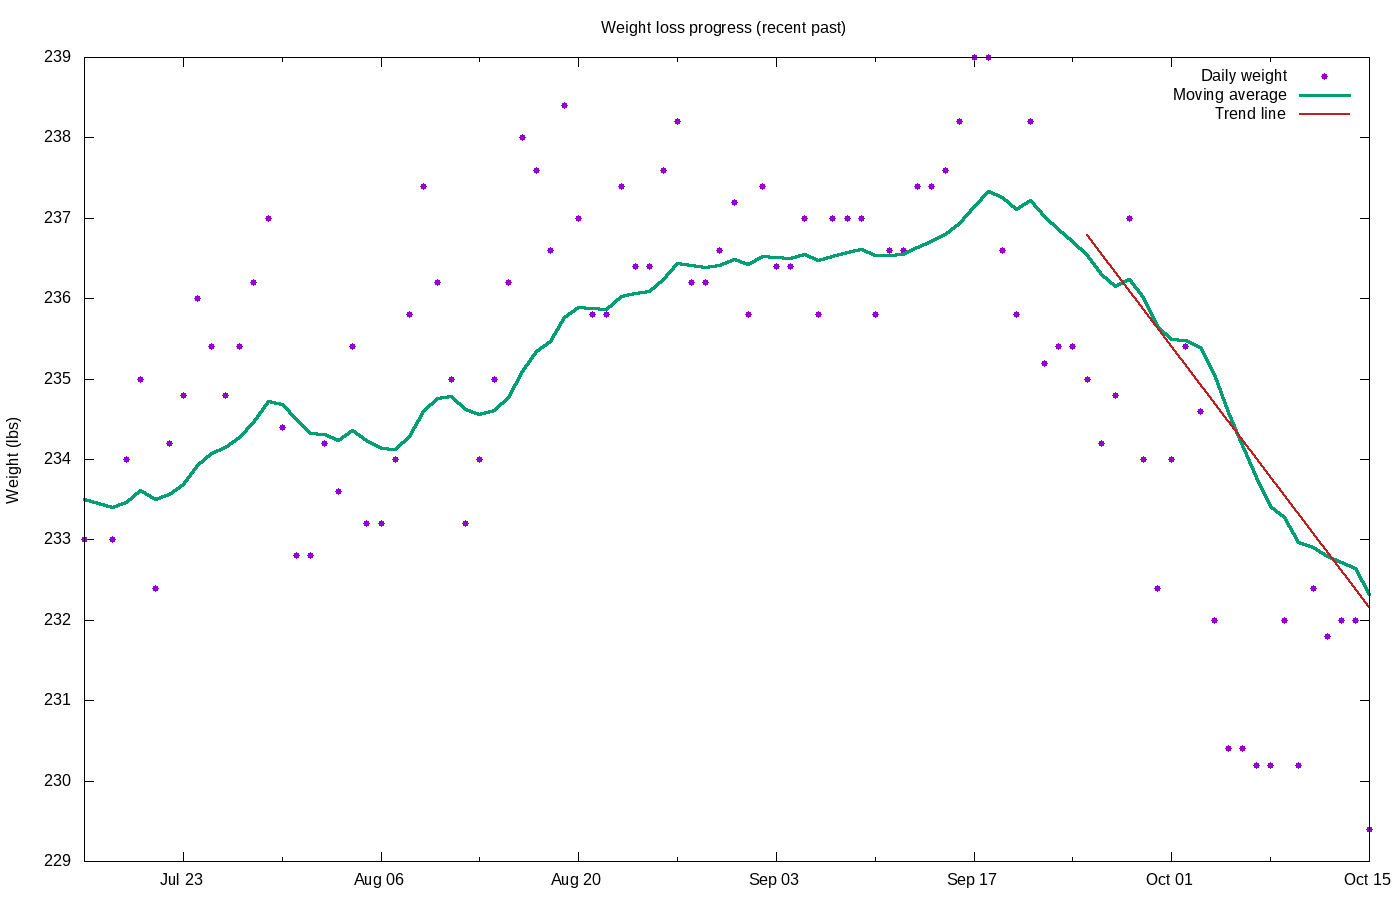 Weight loss progress (recent past)
Daily weight
Moving average
Trend line
Weight (lbs)
239
238
237
236
235
234
233
232
231
230
229
Jul 23 Aug 06 Aug 20 Sep 03 Sep 17 Oct 01 Oct 15